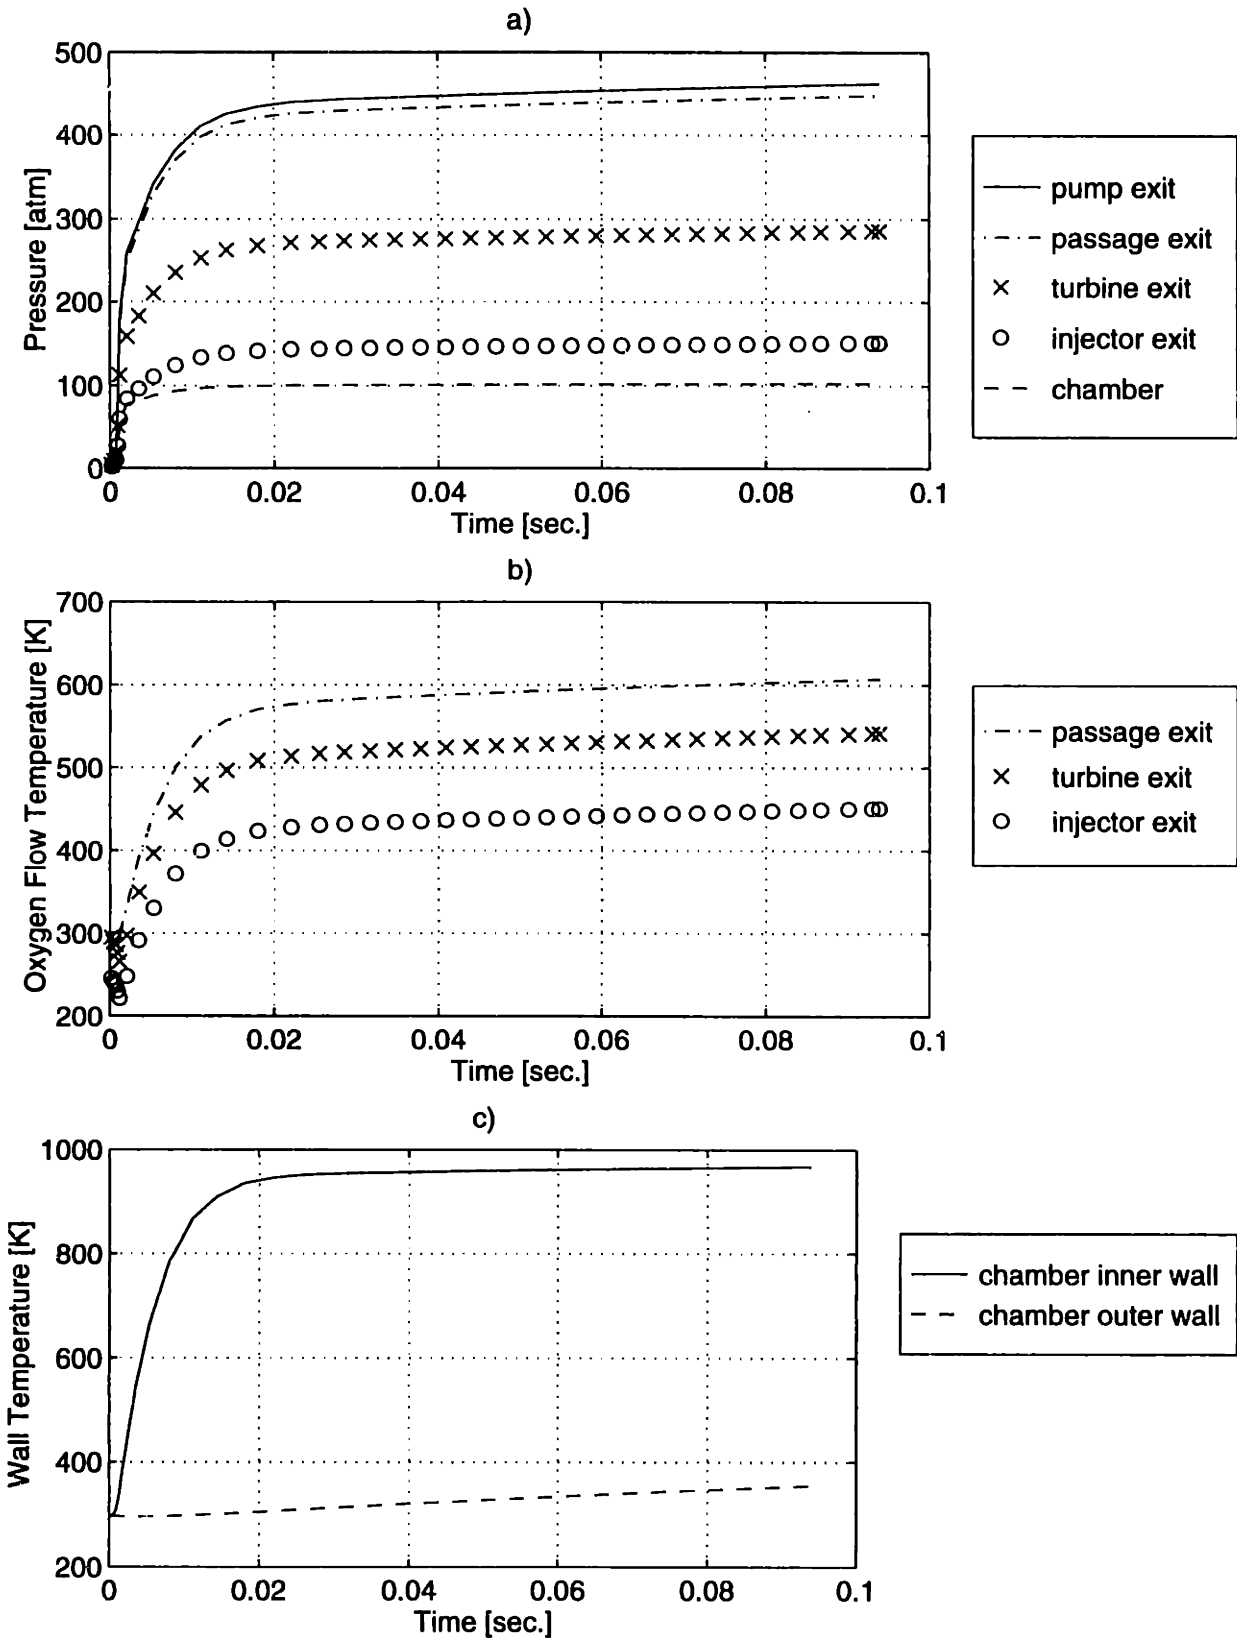 a)
500
400
300
200
100
0
Pressure [atm]
0 0.02 0.04 0.06 0.08 0.1
Time [sec.]
pump exit
passage exit
turbine exit
injector exit
chamber
b)
700
600
500
400
300
200
Oxygen Flow Temperature [K]
0 0.02 0.04 0.06 0.08 0.1
Time [sec.]
passage exit
turbine exit
injector exit
c)
1000
800
600
400
200
Wall Temperature [K]
0 0.02 0.04 0.06 0.08 0.1
Time [sec.]
chamber inner wall
chamber outer wall